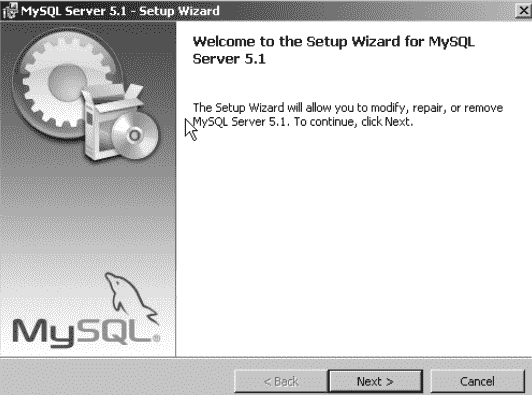 MySQL Server 5.1 - Setup Wizard
Welcome to the Setup Wizard for MySQL
Server 5.1
The Setup Wizard will allow you to modify, repair, or remove
MySQL Server 5.1. To continue, click Next.
MySQL
< Back
Next >
Cancel